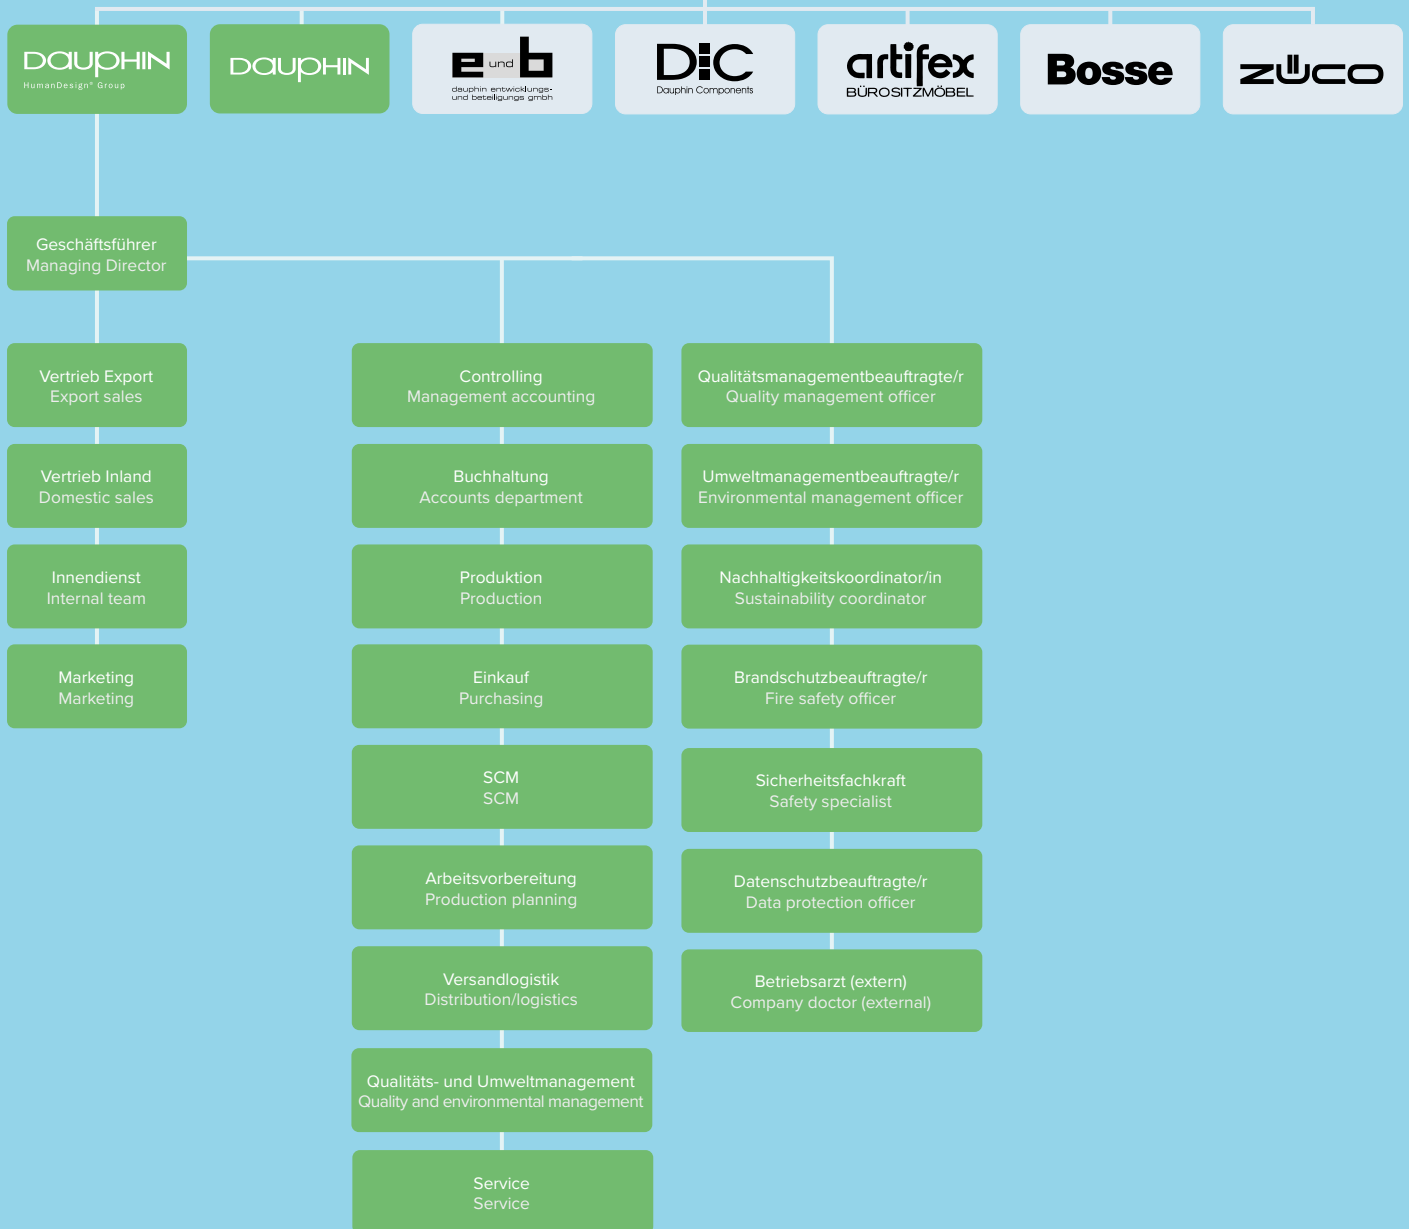 DAUPHIN
HumanDesign® Group
DAUPHIN
e und b
dauphin entwicklungs-
und beteiligungs gmbh
D:C
Dauphin Components
artifex
BÜROSITZMÖBEL
Bosse
ZÜCO
Geschäftsführer
Managing Director
Vertrieb Export
Export sales
Vertrieb Inland
Domestic sales
Innendienst
Internal team
Marketing
Marketing
Controlling
Management accounting
Buchhaltung
Accounts department
Produktion
Production
Einkauf
Purchasing
SCM
SCM
Arbeitsvorbereitung
Production planning
Versandlogistik
Distribution/logistics
Qualitäts- und Umweltmanagement
Quality and environmental management
Service
Service
Qualitätsmanagementbeauftragte/r
Quality management officer
Umweltmanagementbeauftragte/r
Environmental management officer
Nachhaltigkeitskoordinator/in
Sustainability coordinator
Brandschutzbeauftragte/r
Fire safety officer
Sicherheitsfachkraft
Safety specialist
Datenschutzbeauftragte/r
Data protection officer
Betriebsarzt (extern)
Company doctor (external)